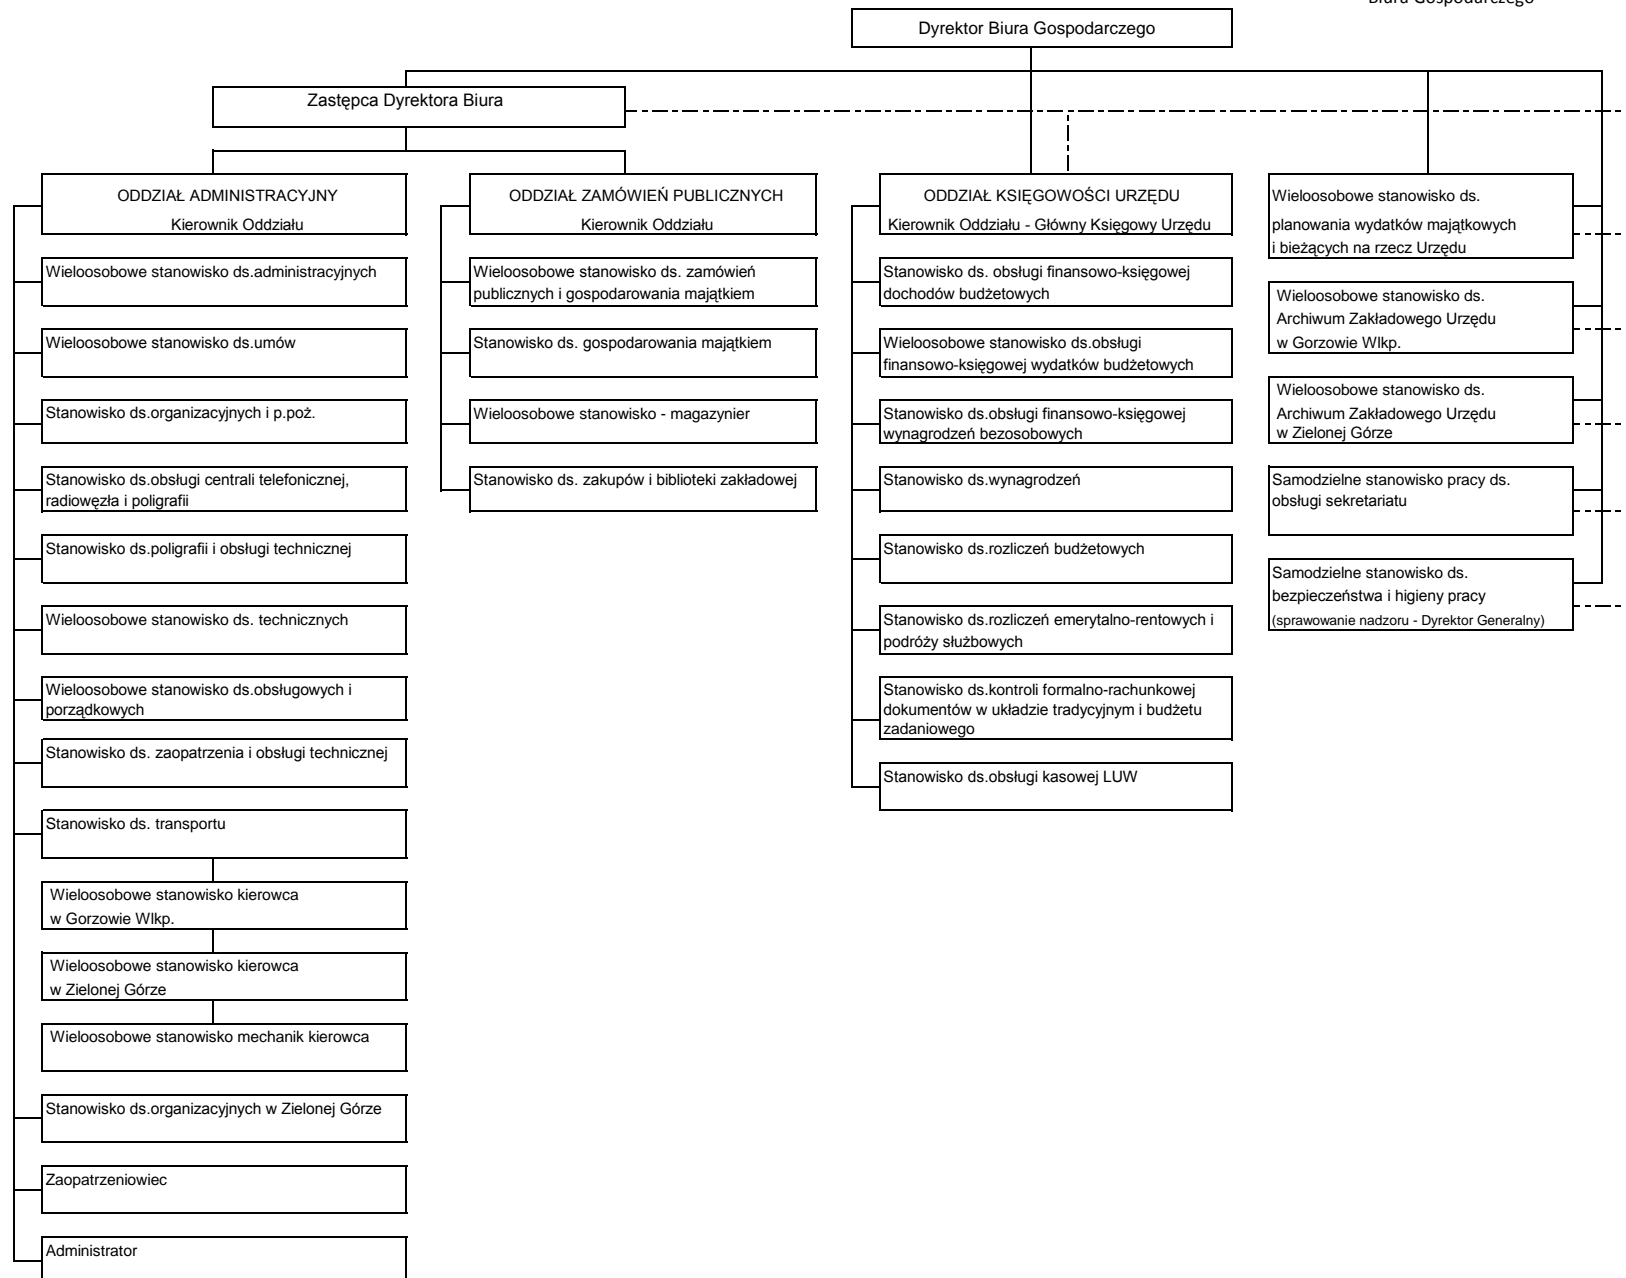 Biura Gospodarczego
Dyrektor Biura Gospodarczego
Zastępca Dyrektora Biura
ODDZIAŁ ADMINISTRACYJNY
Kierownik Oddziału
Wieloosobowe stanowisko ds.administracyjnych
Wieloosobowe stanowisko ds.umów
Stanowisko ds.organizacyjnych i p.poż.
Stanowisko ds.obsługi centrali telefonicznej,
radiowęzła i poligrafii
Stanowisko ds.poligrafii i obsługi technicznej
Wieloosobowe stanowisko ds. technicznych
Wieloosobowe stanowisko ds.obsługowych i
porządkowych
Stanowisko ds. zaopatrzenia i obsługi technicznej
Stanowisko ds. transportu
Wieloosobowe stanowisko kierowca
w Gorzowie Wlkp.
Wieloosobowe stanowisko kierowca
w Zielonej Górze
Wieloosobowe stanowisko mechanik kierowca
Stanowisko ds.organizacyjnych w Zielonej Górze
Zaopatrzeniowiec
Administrator
ODDZIAŁ ZAMÓWIEŃ PUBLICZNYCH
Kierownik Oddziału
Wieloosobowe stanowisko ds. zamówień
publicznych i gospodarowania majątkiem
Stanowisko ds. gospodarowania majątkiem
Wieloosobowe stanowisko - magazynier
Stanowisko ds. zakupów i biblioteki zakładowej
ODDZIAŁ KSIĘGOWOŚCI URZĘDU
Kierownik Oddziału - Główny Księgowy Urzędu
Stanowisko ds. obsługi finansowo-księgowej
dochodów budżetowych
Wieloosobowe stanowisko ds.obsługi
finansowo-księgowej wydatków budżetowych
Stanowisko ds.obsługi finansowo-księgowej
wynagrodzeń bezosobowych
Stanowisko ds.wynagrodzeń
Stanowisko ds.rozliczeń budżetowych
Stanowisko ds.rozliczeń emerytalno-rentowych i
podróży służbowych
Stanowisko ds.kontroli formalno-rachunkowej
dokumentów w układzie tradycyjnym i budżetu
zadaniowego
Stanowisko ds.obsługi kasowej LUW
Wieloosobowe stanowisko ds.
planowania wydatków majątkowych
i bieżących na rzecz Urzędu
Wieloosobowe stanowisko ds.
Archiwum Zakładowego Urzędu
w Gorzowie Wlkp.
Wieloosobowe stanowisko ds.
Archiwum Zakładowego Urzędu
w Zielonej Górze
Samodzielne stanowisko pracy ds.
obsługi sekretariatu
Samodzielne stanowisko ds.
bezpieczeństwa i higieny pracy
(sprawowanie nadzoru - Dyrektor Generalny)